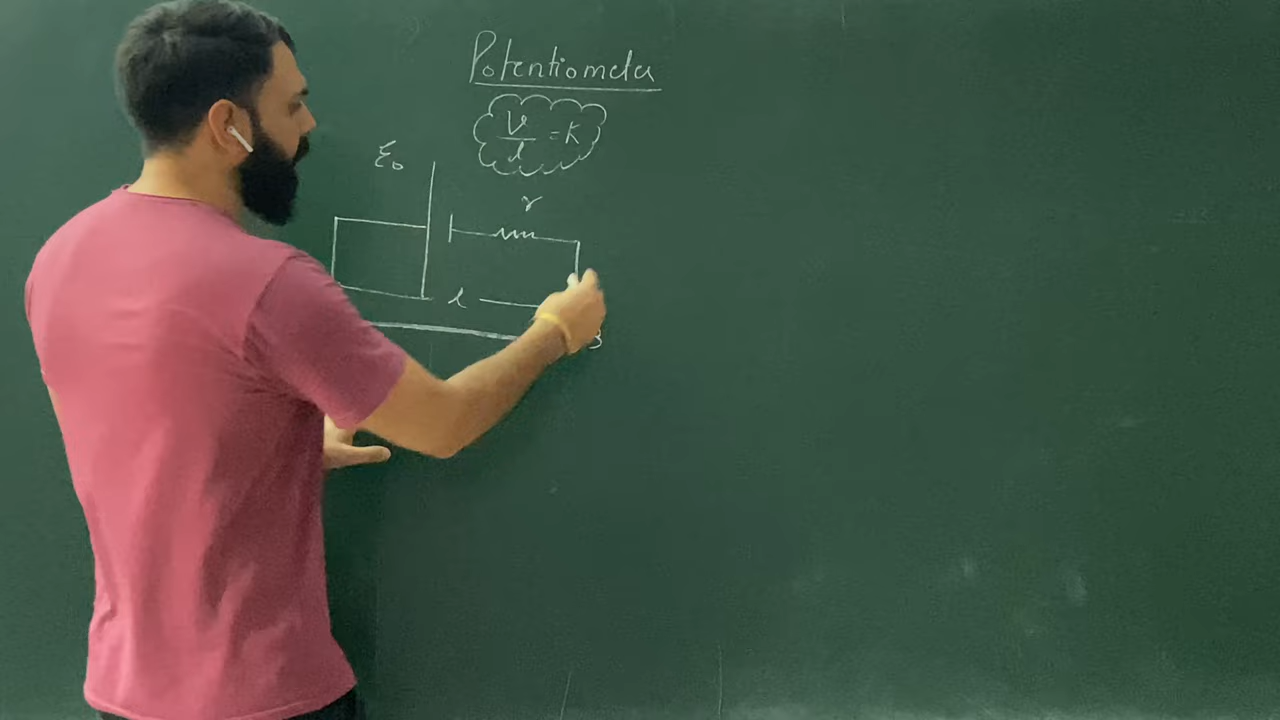 Potentiometer
V/l = K
ℰ₀
r
l
B